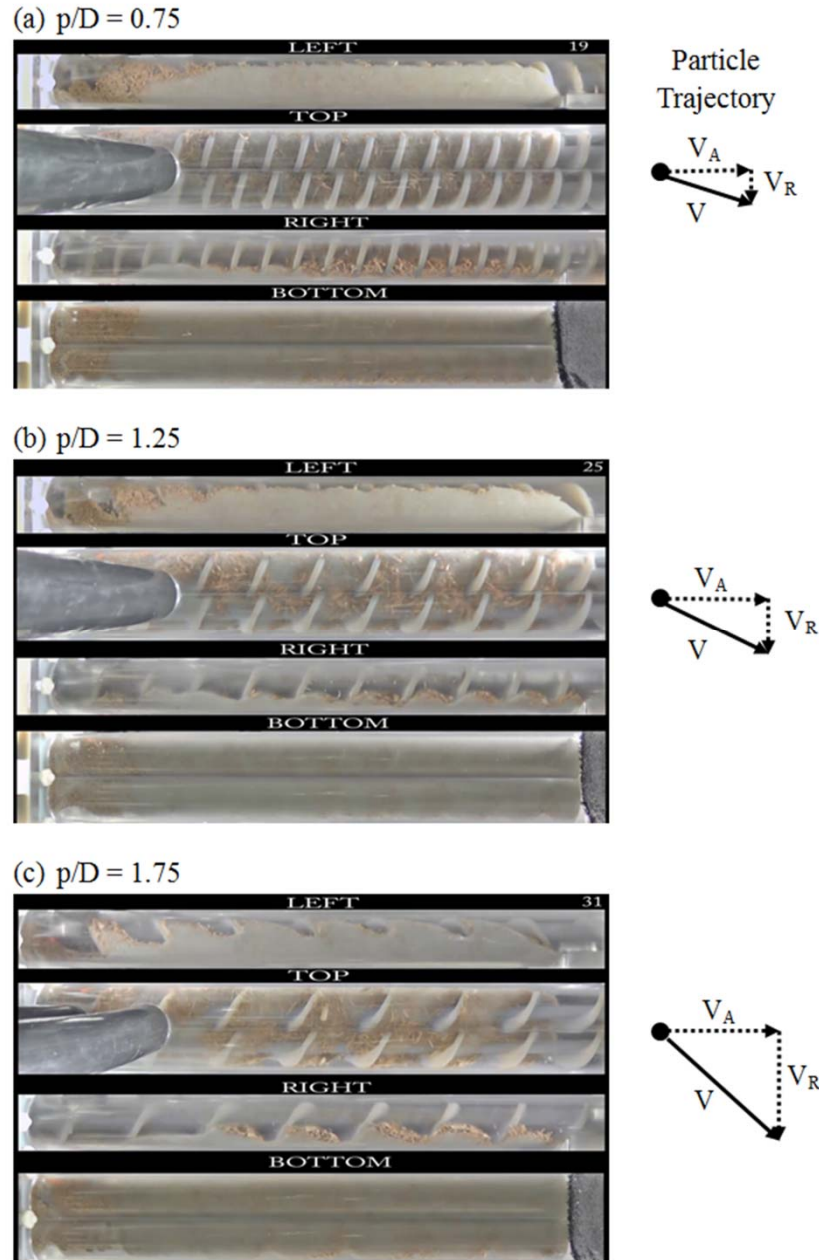 (a) p/D = 0.75
LEFT 19
TOP
RIGHT
BOTTOM
Particle
Trajectory
V_A
V_R
V
(b) p/D = 1.25
LEFT 25
TOP
RIGHT
BOTTOM
V_A
V_R
V
(c) p/D = 1.75
LEFT 31
TOP
RIGHT
BOTTOM
V_A
V_R
V